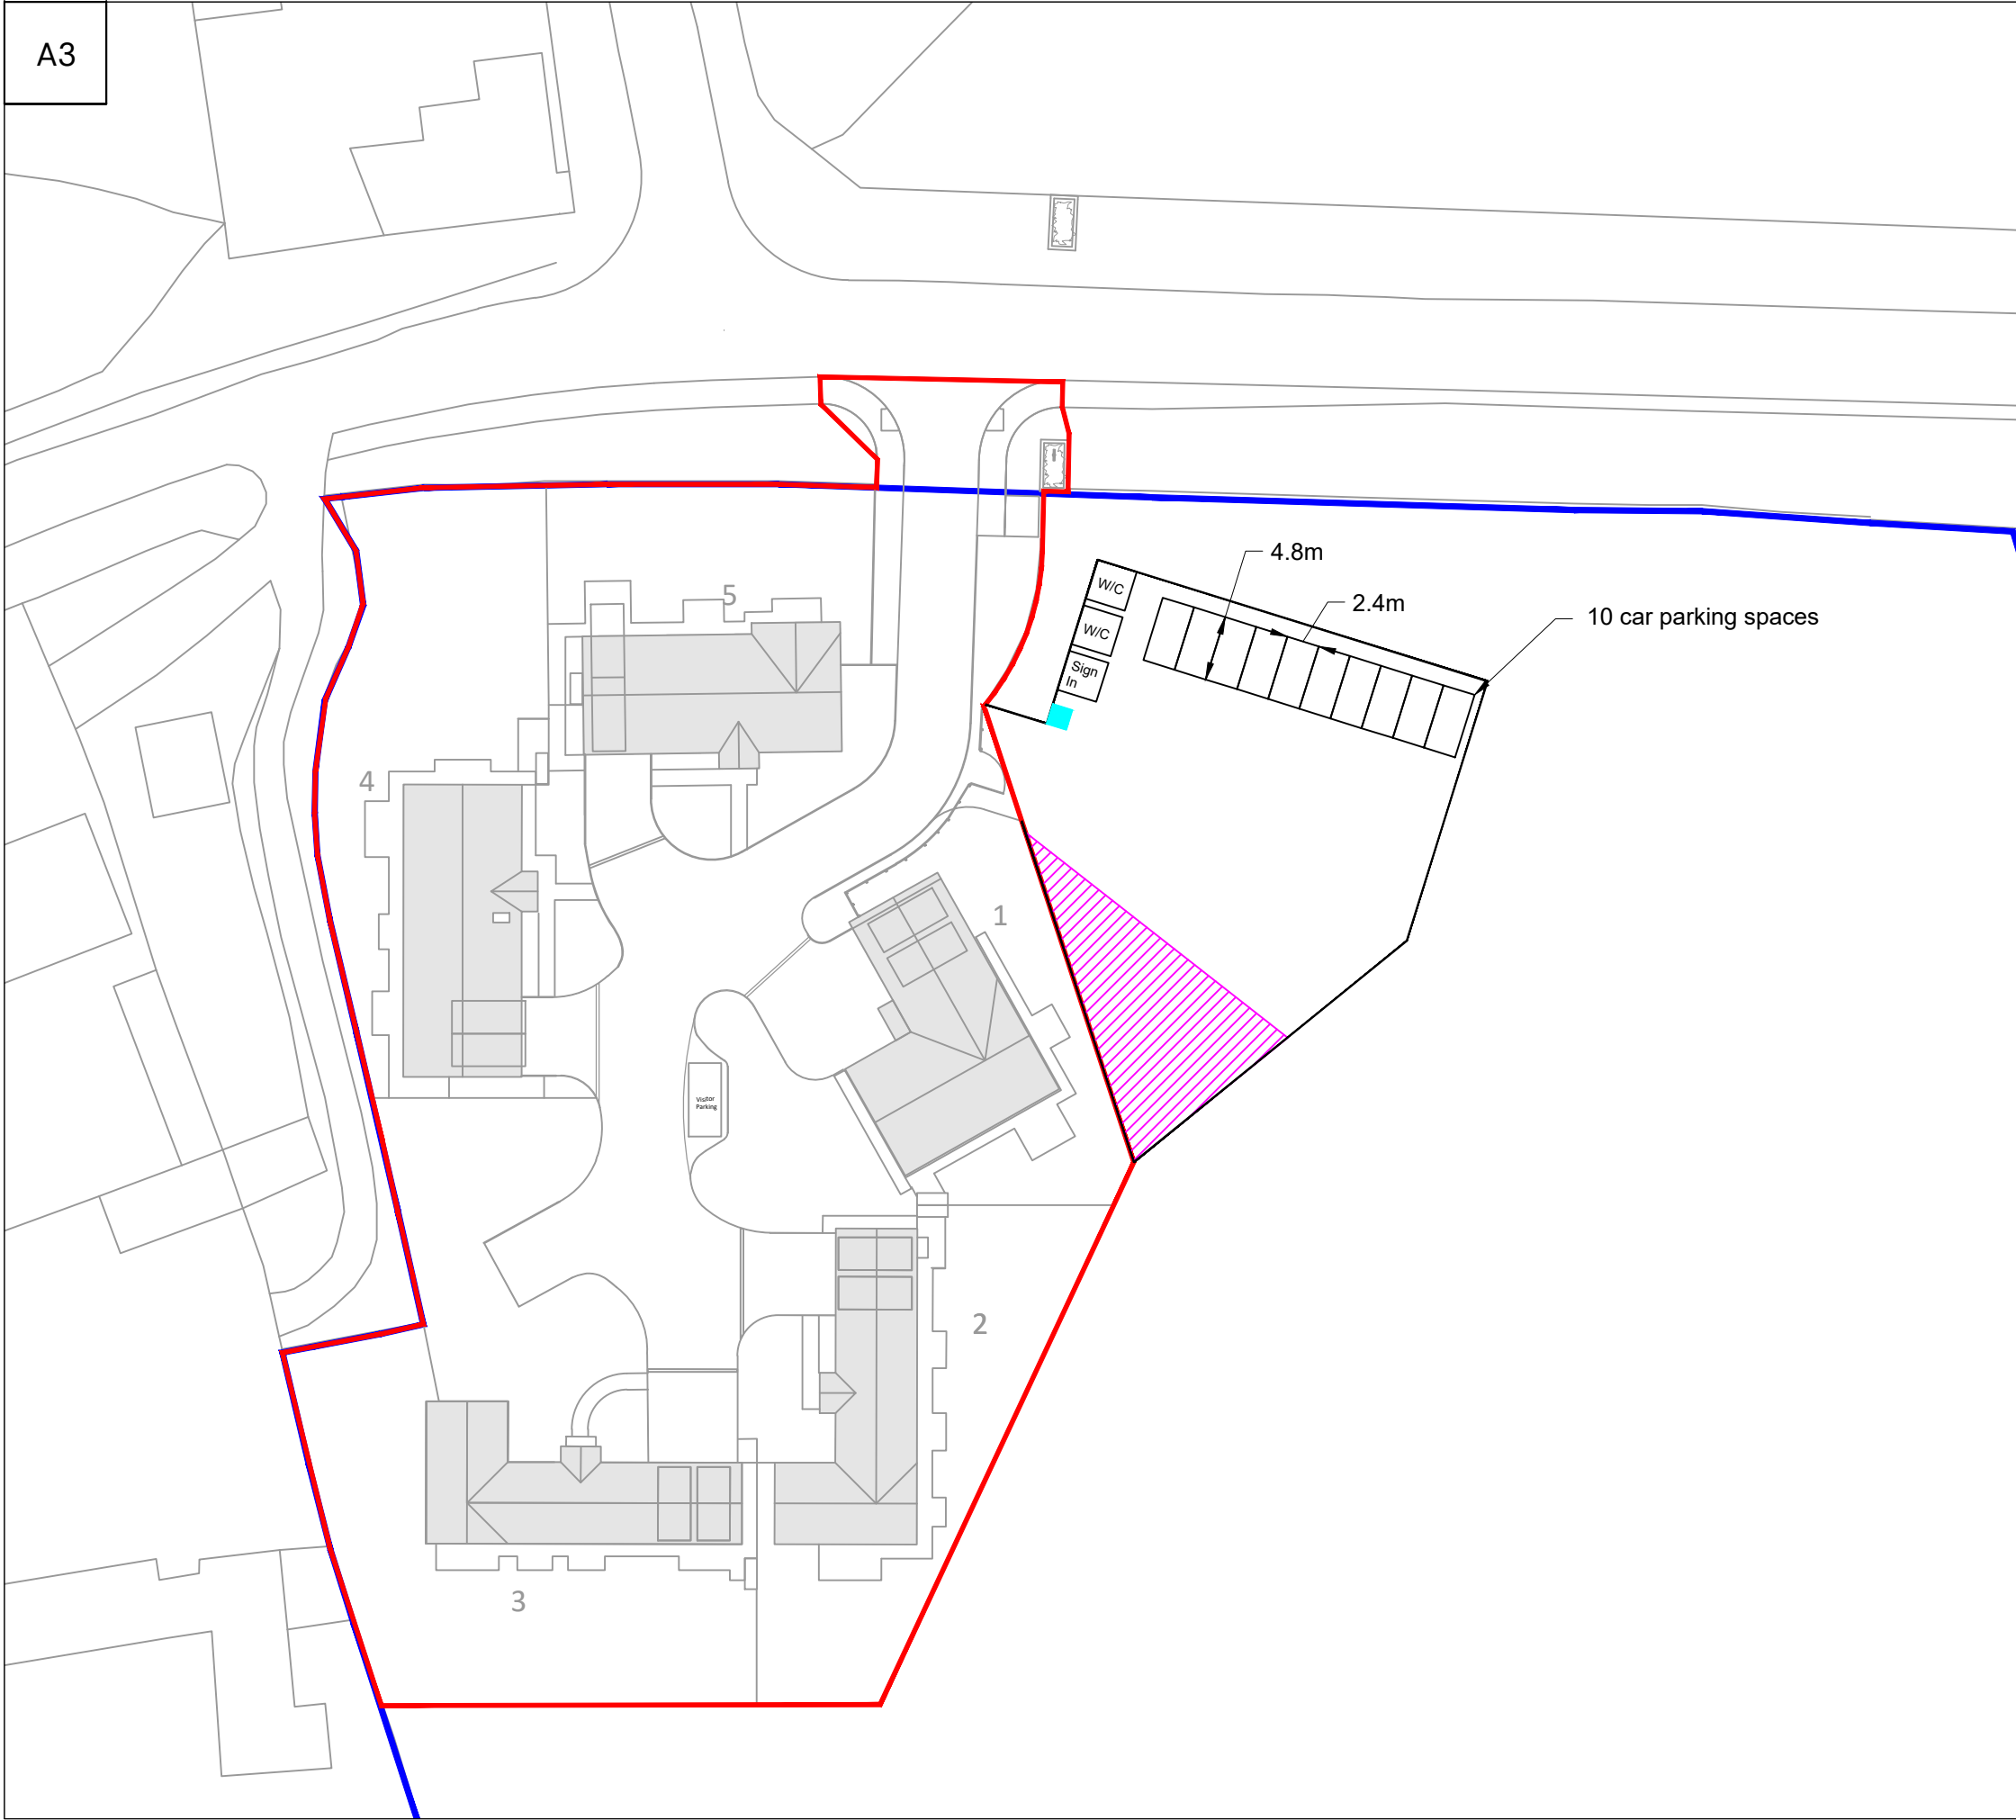 A3
4.8m
W/C
2.4m
5
10 car parking spaces
W/C
Sign
In
4
1
Visitor
Parking
2
3